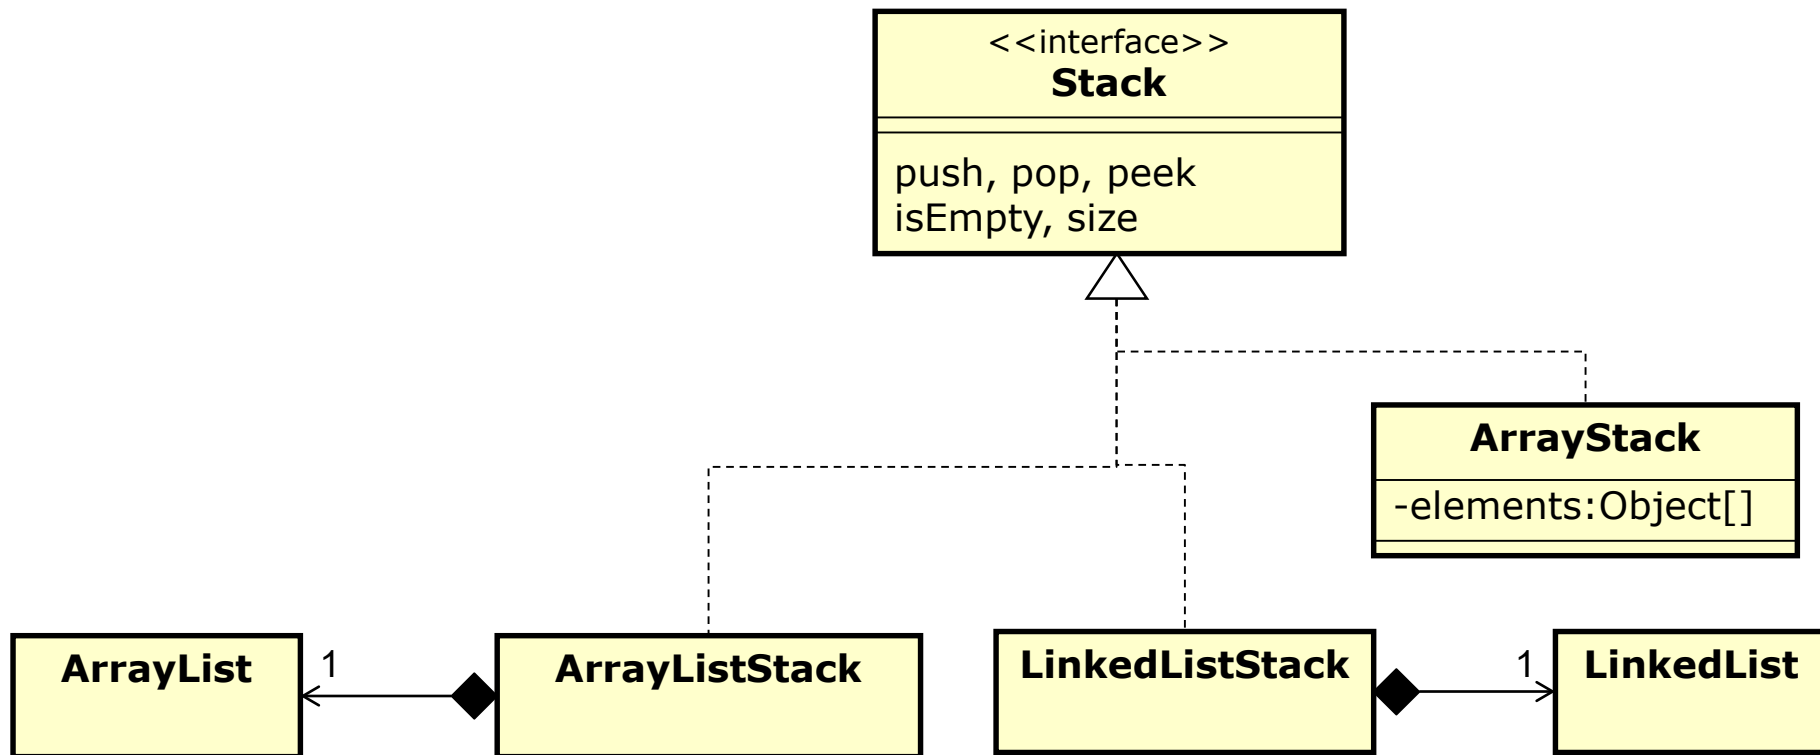 <<interface>>
Stack
push, pop, peek
isEmpty, size
ArrayStack
-elements:Object[]
ArrayList
1
ArrayListStack
LinkedListStack
1
LinkedList